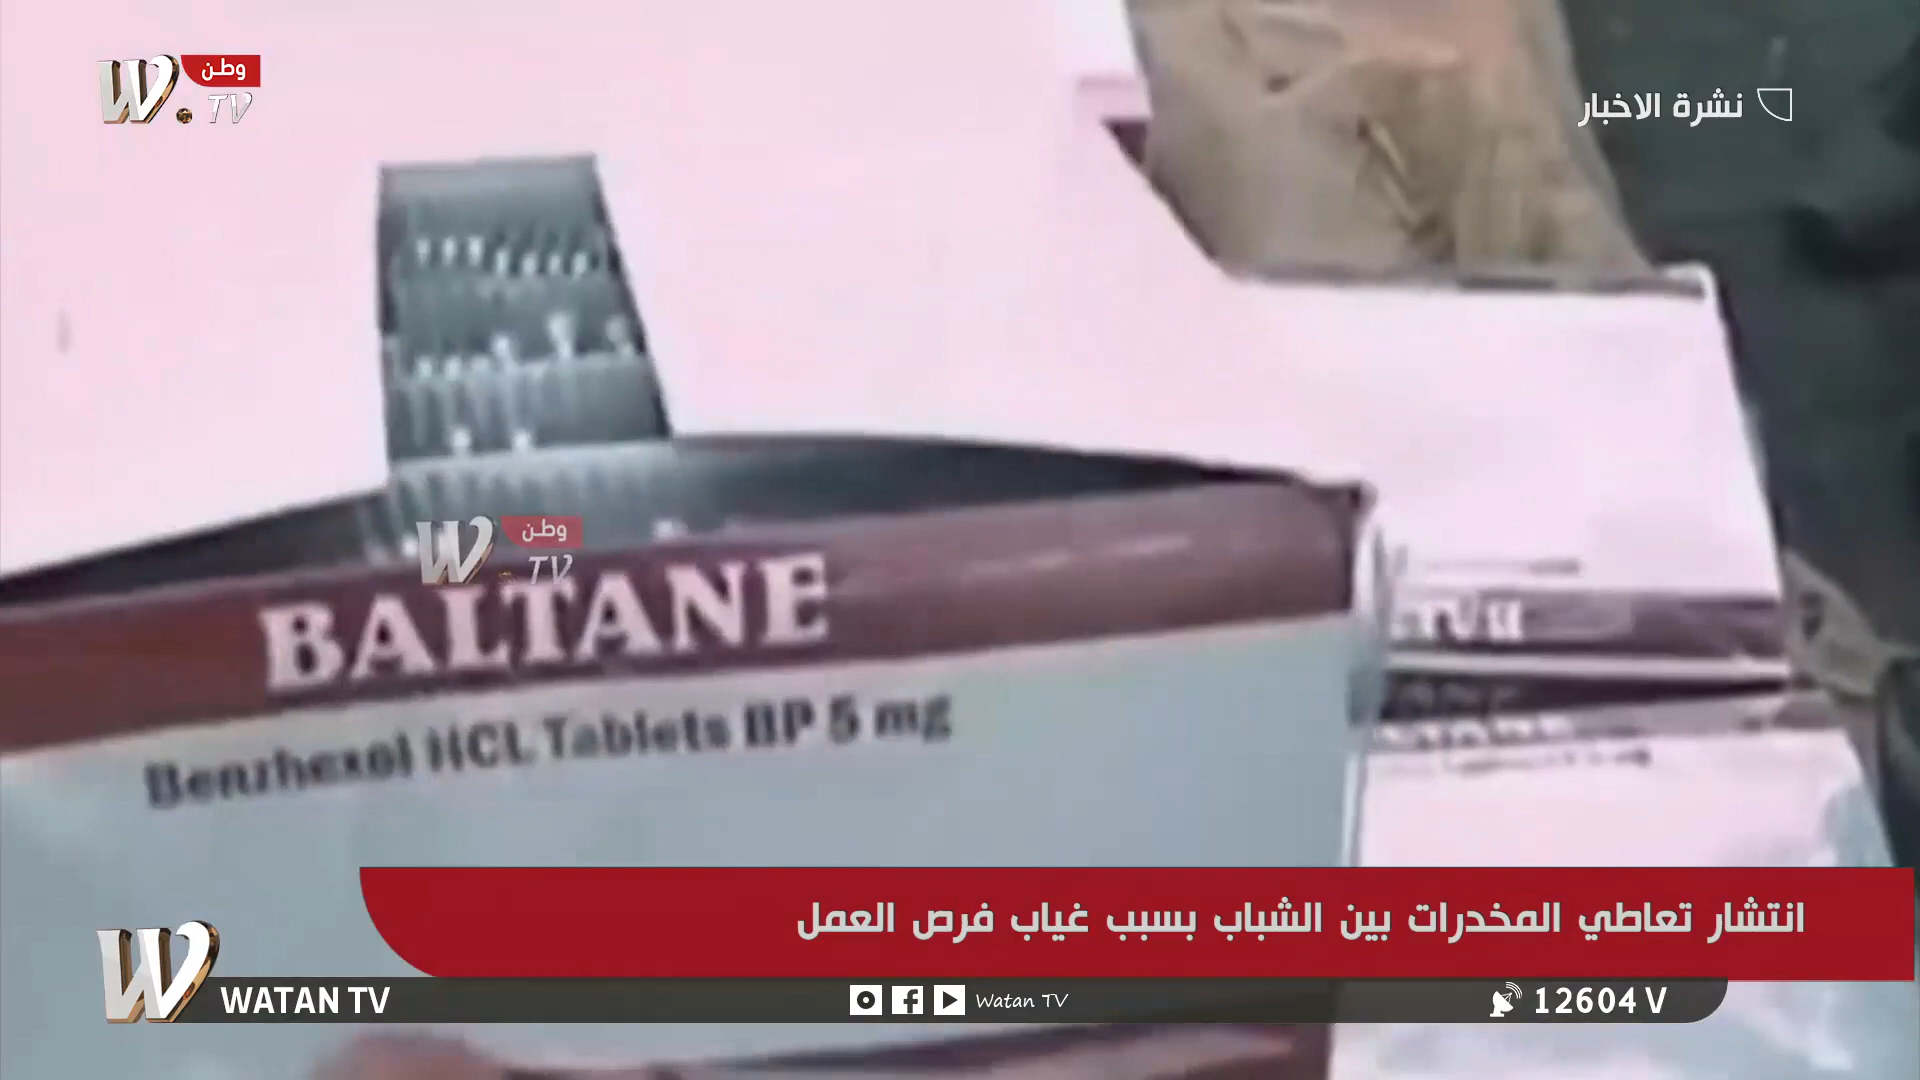 وطن
W.
TV
نشرة الاخبار
وطن
W.
TV
BALTANE
Benzhexol HCL Tablets BP 5 mg
انتشار تعاطي المخدرات بين الشباب بسبب غياب فرص العمل
W
WATAN TV
Watan TV
12604 V